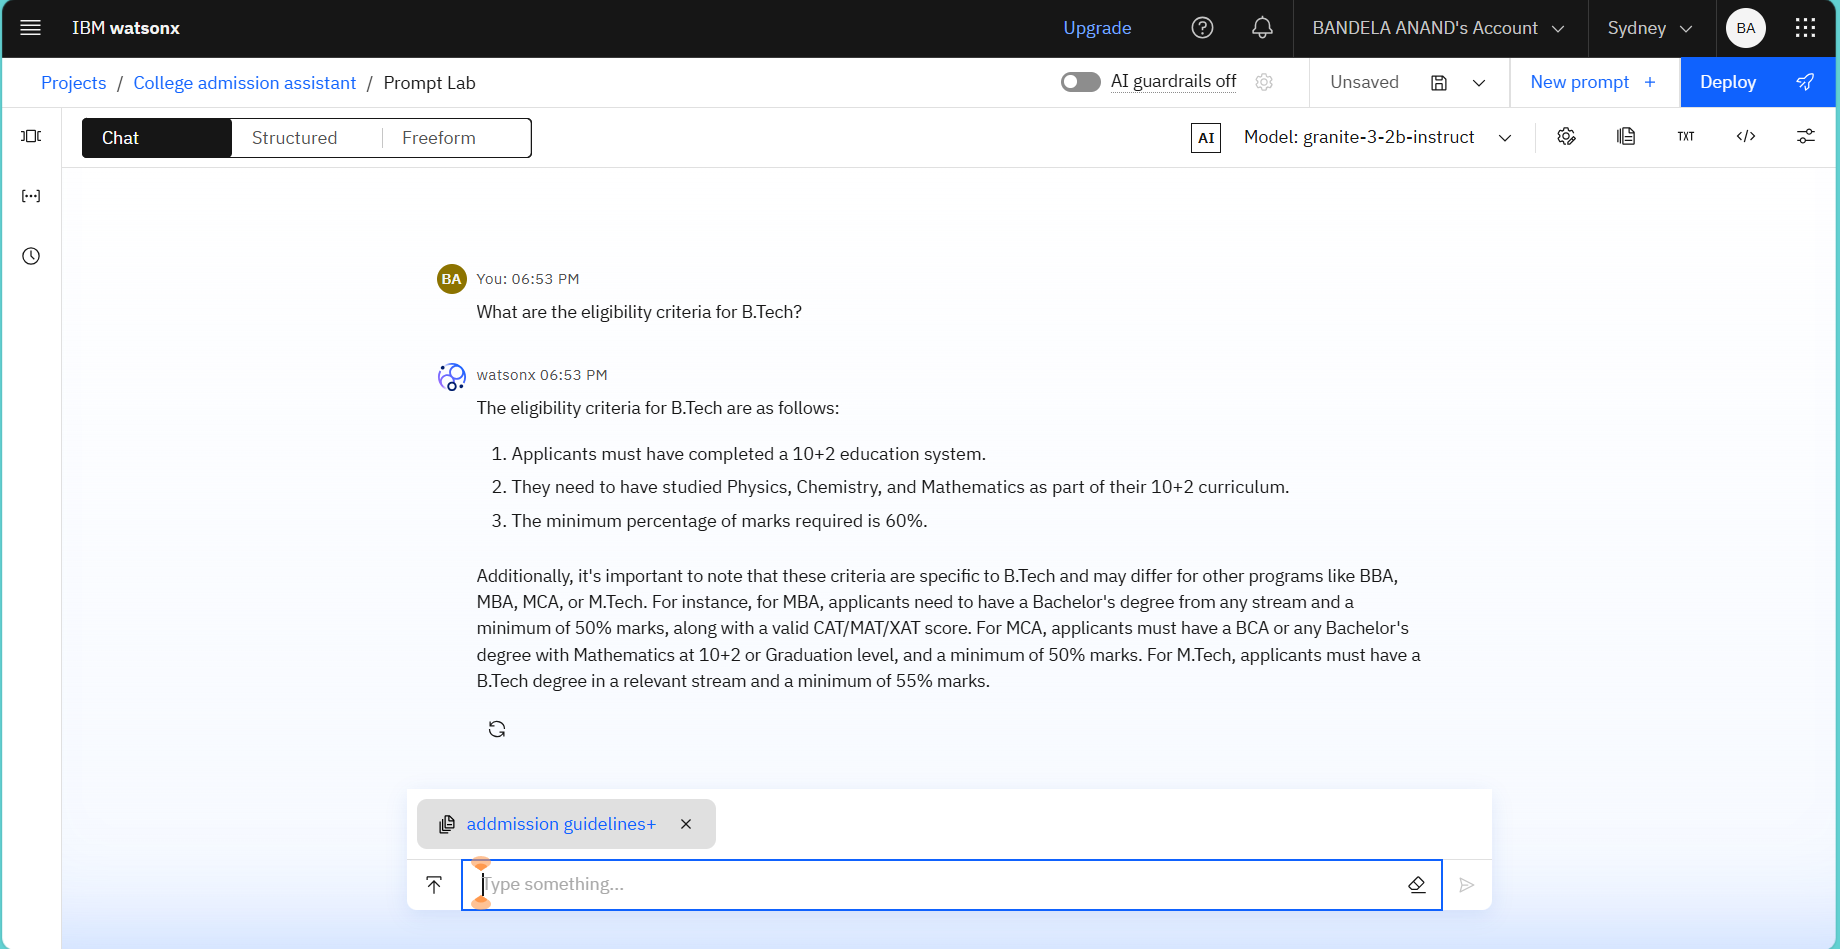 IBM watsonx
Upgrade
BANDELA ANAND's Account
Sydney
BA
Projects / College admission assistant / Prompt Lab
AI guardrails off
Unsaved
New prompt +
Deploy
Chat
Structured
Freeform
AI
Model: granite-3-2b-instruct
TXT
BA
You: 06:53 PM
What are the eligibility criteria for B.Tech?
watsonx 06:53 PM
The eligibility criteria for B.Tech are as follows:
1. Applicants must have completed a 10+2 education system.
2. They need to have studied Physics, Chemistry, and Mathematics as part of their 10+2 curriculum.
3. The minimum percentage of marks required is 60%.
Additionally, it's important to note that these criteria are specific to B.Tech and may differ for other programs like BBA,
MBA, MCA, or M.Tech. For instance, for MBA, applicants need to have a Bachelor's degree from any stream and a
minimum of 50% marks, along with a valid CAT/MAT/XAT score. For MCA, applicants must have a BCA or any Bachelor's
degree with Mathematics at 10+2 or Graduation level, and a minimum of 50% marks. For M.Tech, applicants must have a
B.Tech degree in a relevant stream and a minimum of 55% marks.
addmission guidelines+
Type something...